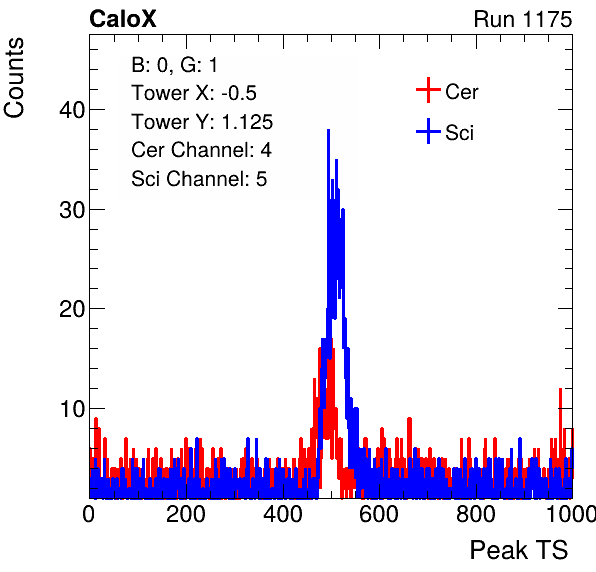 CaloX Run 1175
Counts
B: 0, G: 1
Tower X: -0.5
Tower Y: 1.125
Cer Channel: 4
Sci Channel: 5
Cer
Sci
40
30
20
10
0 200 400 600 800 1000
Peak TS